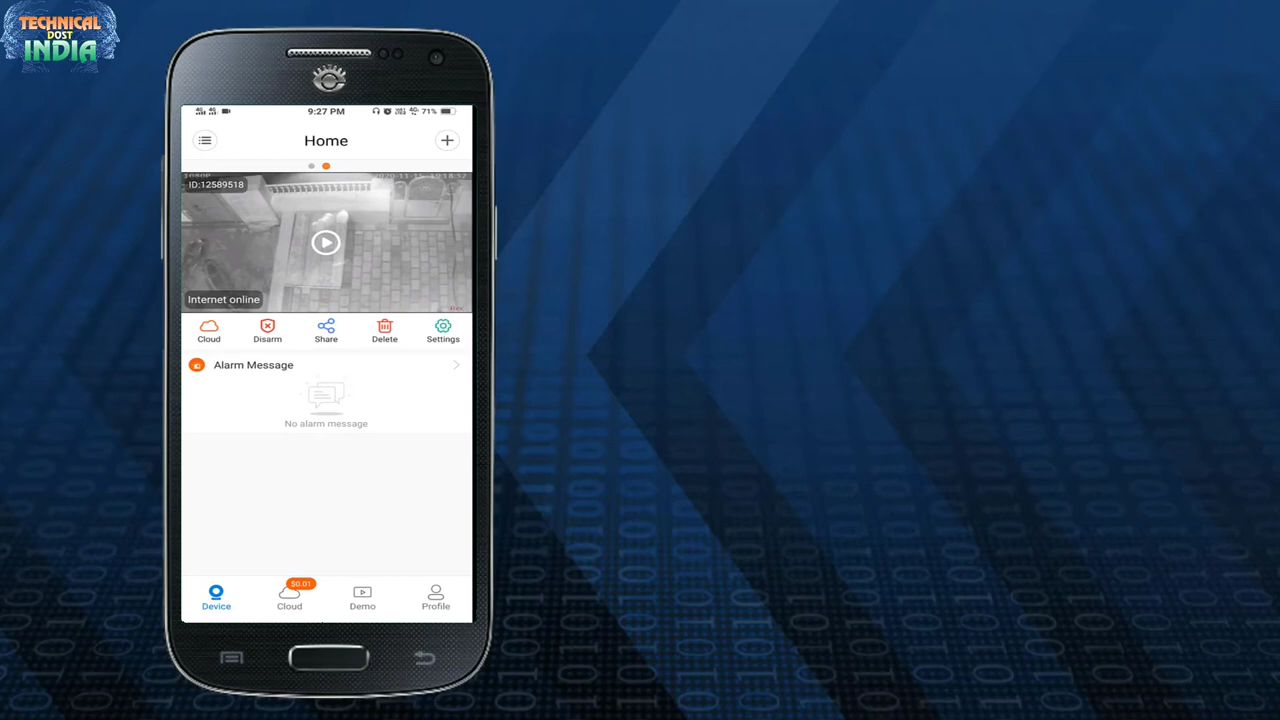 TECHNICAL
DOST
INDIA
9:27 PM
71%
Home
1080P
ID:12589518
Internet online
Cloud
Disarm
Share
Delete
Settings
Alarm Message
No alarm message
$0.01
Device
Cloud
Demo
Profile